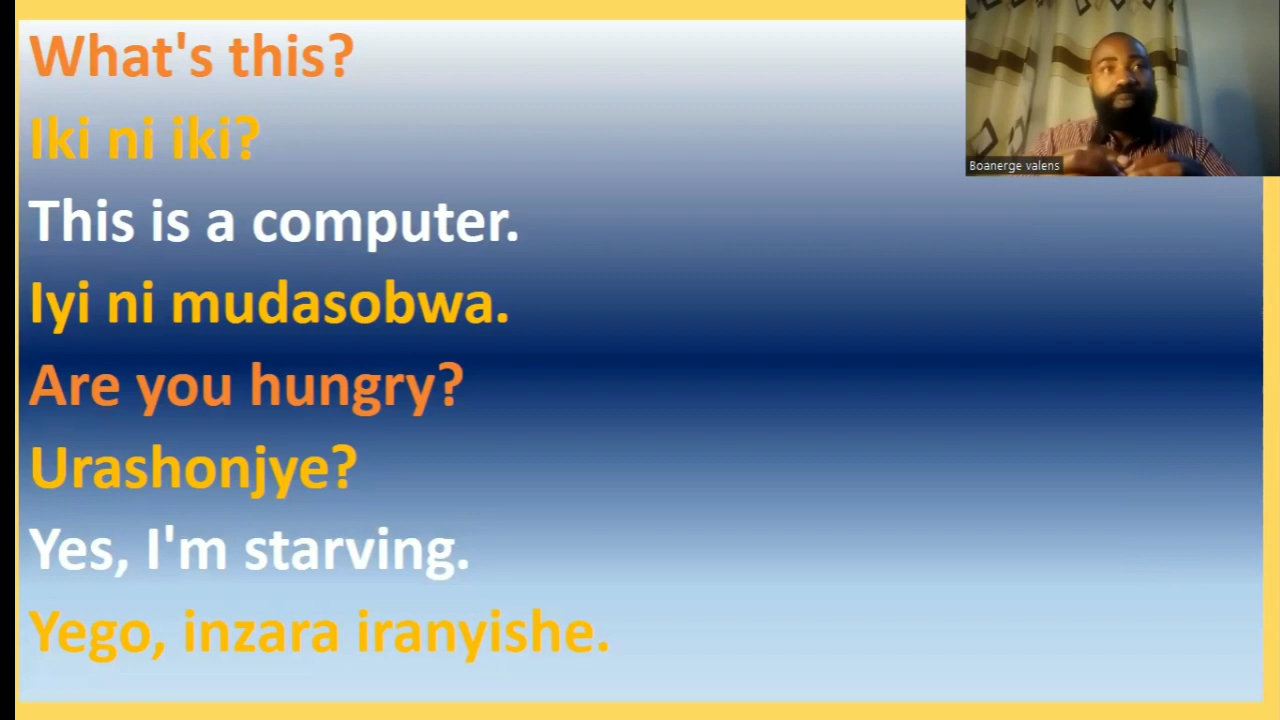 What's this?
Iki ni iki?
This is a computer.
Iyi ni mudasobwa.
Are you hungry?
Urashonjye?
Yes, I'm starving.
Yego, inzara iranyishe.
Boanerge valens